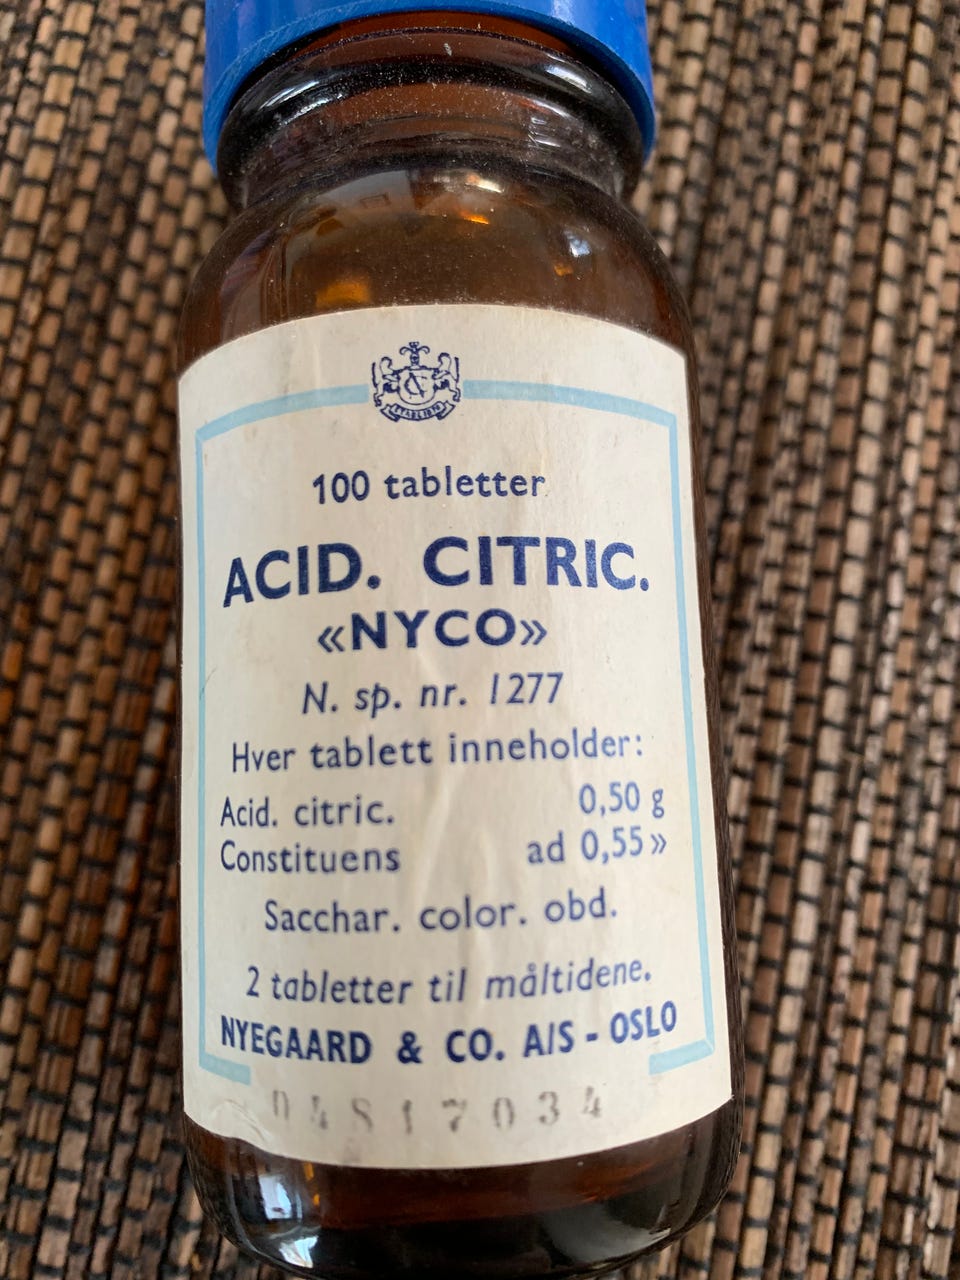 100 tabletter
ACID. CITRIC.
«NYCO»
N. sp. nr. 1277
Hver tablett inneholder:
Acid. citric. 0,50 g
Constituens ad 0,55 »
Sacchar. color. obd.
2 tabletter til måltidene.
NYEGAARD & CO. A/S - OSLO